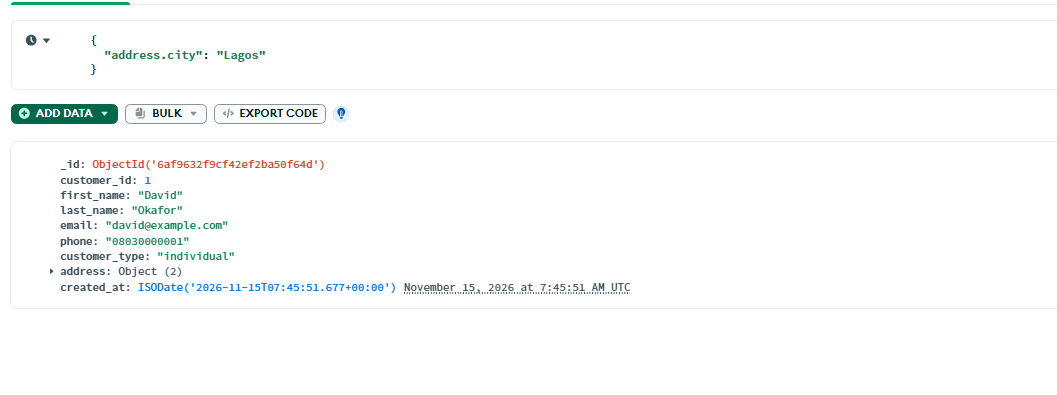 {
"address.city": "Lagos"
}
ADD DATA BULK </> EXPORT CODE
_id: ObjectId('6af9632f9cf42ef2ba50f64d')
customer_id: 1
first_name: "David"
last_name: "Okafor"
email: "david@example.com"
phone: "08030000001"
customer_type: "individual"
address: Object (2)
created_at: ISODate('2026-11-15T07:45:51.677+00:00') November 15, 2026 at 7:45:51 AM UTC